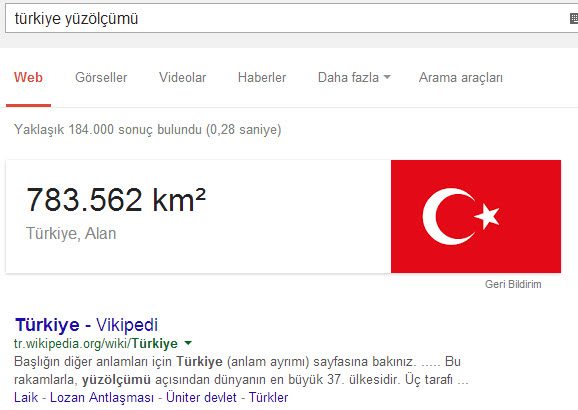 türkiye yüzölçümü
Web Görseller Videolar Haberler Daha fazla Arama araçları
Yaklaşık 184.000 sonuç bulundu (0,28 saniye)
783.562 km²
Türkiye, Alan
Geri Bildirim
Türkiye - Vikipedi
tr.wikipedia.org/wiki/Türkiye
Başlığın diğer anlamları için Türkiye (anlam ayrımı) sayfasına bakınız. ..... Bu
rakamlarla, yüzölçümü açısından dünyanın en büyük 37. ülkesidir. Üç tarafı ...
Laik - Lozan Antlaşması - Üniter devlet - Türkler